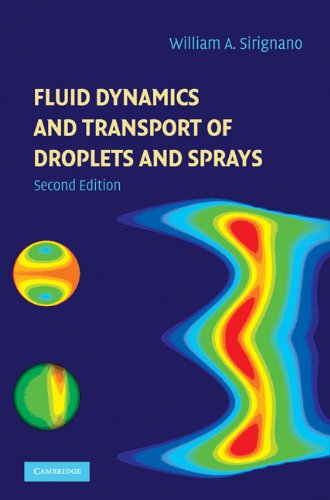 William A. Sirignano
FLUID DYNAMICS
AND TRANSPORT OF
DROPLETS AND SPRAYS
Second Edition
CAMBRIDGE